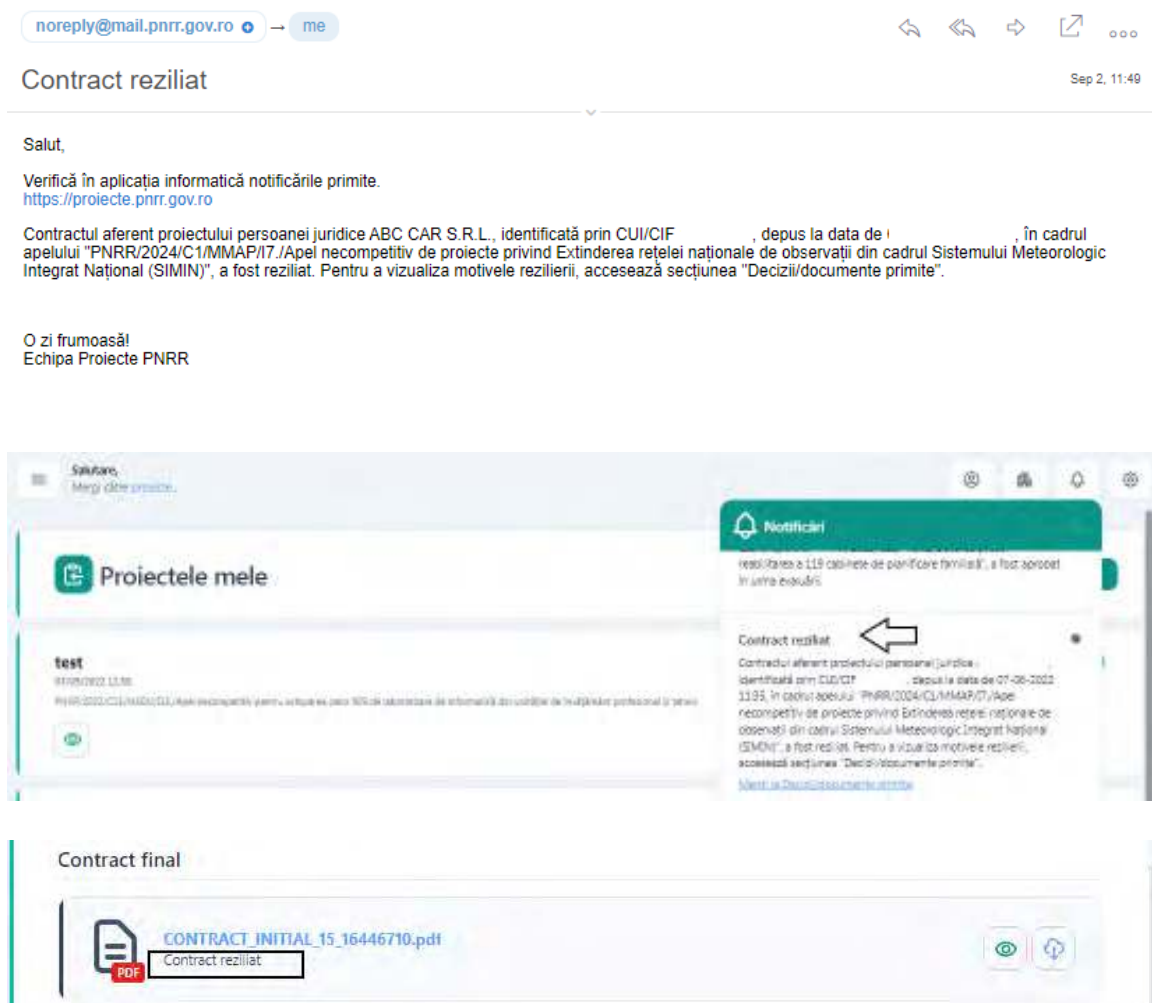 noreply@mail.pnrr.gov.ro → me
Contract reziliat
Sep 2, 11:49
Salut,
Verifică în aplicația informatică notificările primite.
https://proiecte.pnrr.gov.ro
Contractul aferent proiectului persoanei juridice ABC CAR S.R.L., identificată prin CUI/CIF , depus la data de , în cadrul
apelului "PNRR/2024/C1/MMAP/I7./Apel necompetitiv de proiecte privind Extinderea rețelei naționale de observații din cadrul Sistemului Meteorologic
Integrat Național (SIMIN)", a fost reziliat. Pentru a vizualiza motivele rezilierii, accesează secțiunea "Decizii/documente primite".
O zi frumoasă!
Echipa Proiecte PNRR
Salutare,
Mergi către proiecte.
Proiectele mele
Notificări
reabilitarea a 119 cabinete de planificare familială", a fost aprobat
în urma evaluării.
test
Contract reziliat
Contractul aferent proiectului persoanei juridice
identificată prin CUI/CIF , depus la data de 07-06-2022
, în cadrul apelului "PNRR/2024/C1/MMAP/I7./Apel
necompetitiv de proiecte privind Extinderea rețelei naționale de
observații din cadrul Sistemului Meteorologic Integrat Național
(SIMIN)", a fost reziliat. Pentru a vizualiza motivele rezilierii,
accesează secțiunea "Decizii/documente primite".
Decizii/documente primite
Contract final
CONTRACT_INITIAL_15_16446710.pdf
Contract reziliat
PDF